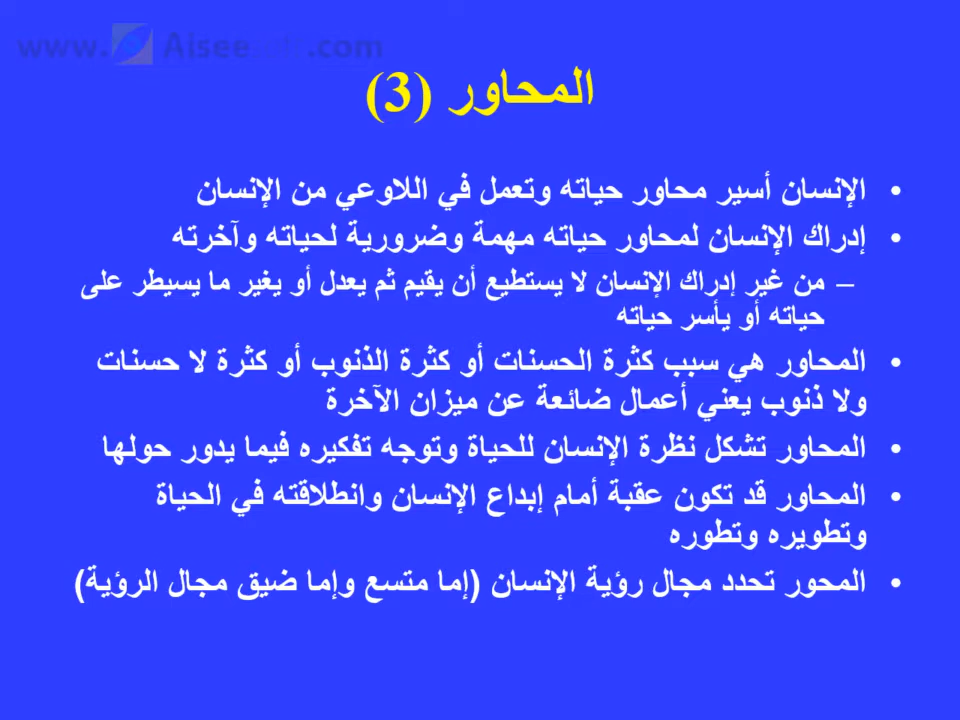 www. Aisee .com
المحاور (3)
• الإنسان أسير محاور حياته وتعمل في اللاوعي من الإنسان
• إدراك الإنسان لمحاور حياته مهمة وضرورية لحياته وآخرته
– من غير إدراك الإنسان لا يستطيع أن يقيم ثم يعدل أو يغير ما يسيطر على
حياته أو يأسر حياته
• المحاور هي سبب كثرة الحسنات أو كثرة الذنوب أو كثرة لا حسنات
ولا ذنوب يعني أعمال ضائعة عن ميزان الآخرة
• المحاور تشكل نظرة الإنسان للحياة وتوجه تفكيره فيما يدور حولها
• المحاور قد تكون عقبة أمام إبداع الإنسان وانطلاقته في الحياة
وتطويره وتطوره
• المحور تحدد مجال رؤية الإنسان (إما متسع وإما ضيق مجال الرؤية)